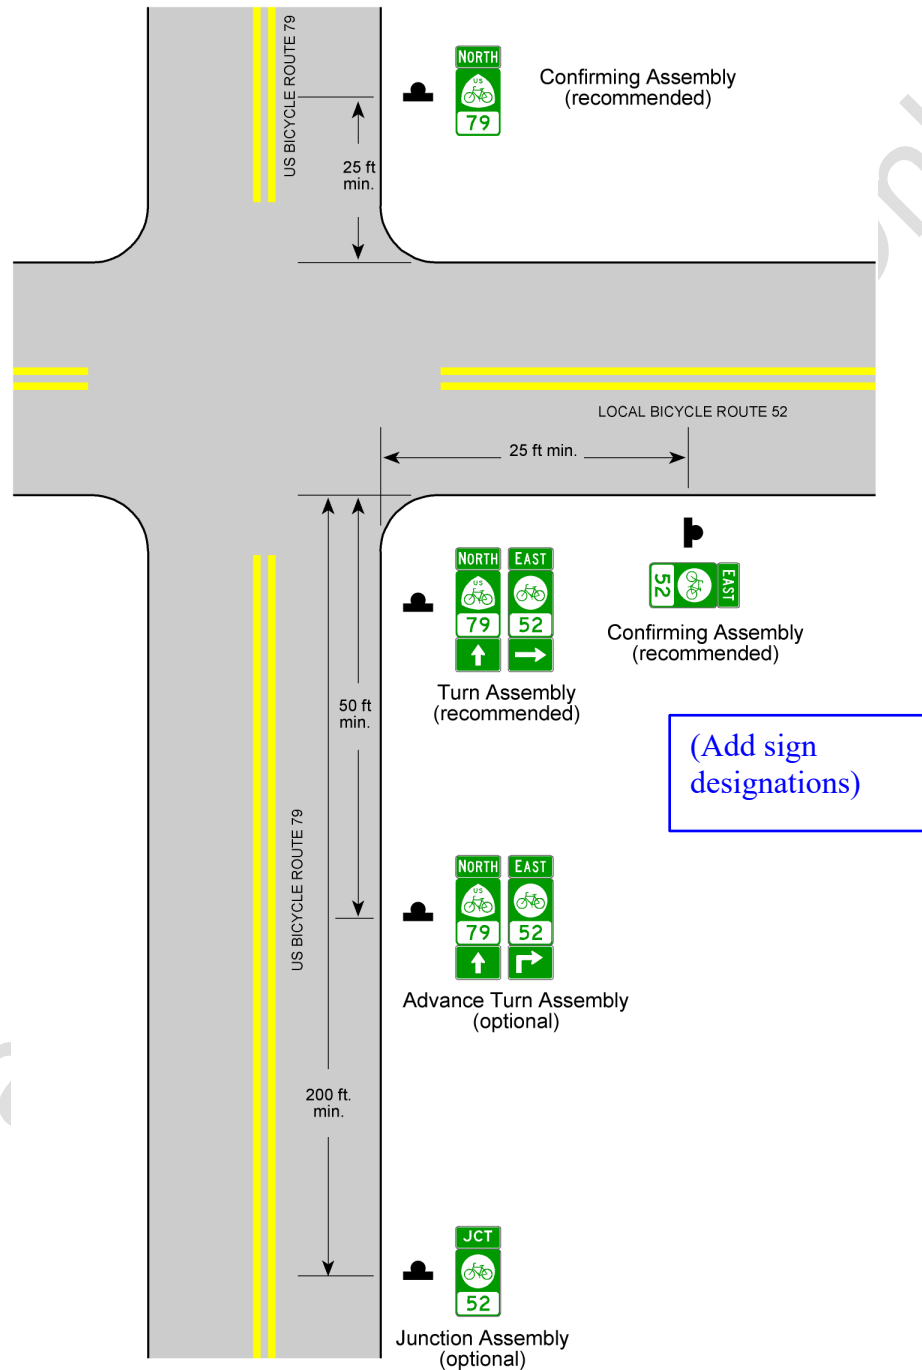 US BICYCLE ROUTE 79
NORTH
US
79
Confirming Assembly
(recommended)
25 ft
min.
LOCAL BICYCLE ROUTE 52
25 ft min.
NORTH
US
79
EAST
52
Turn Assembly
(recommended)
EAST
52
Confirming Assembly
(recommended)
50 ft
min.
(Add sign
designations)
US BICYCLE ROUTE 79
NORTH
US
79
EAST
52
Advance Turn Assembly
(optional)
200 ft.
min.
JCT
52
Junction Assembly
(optional)